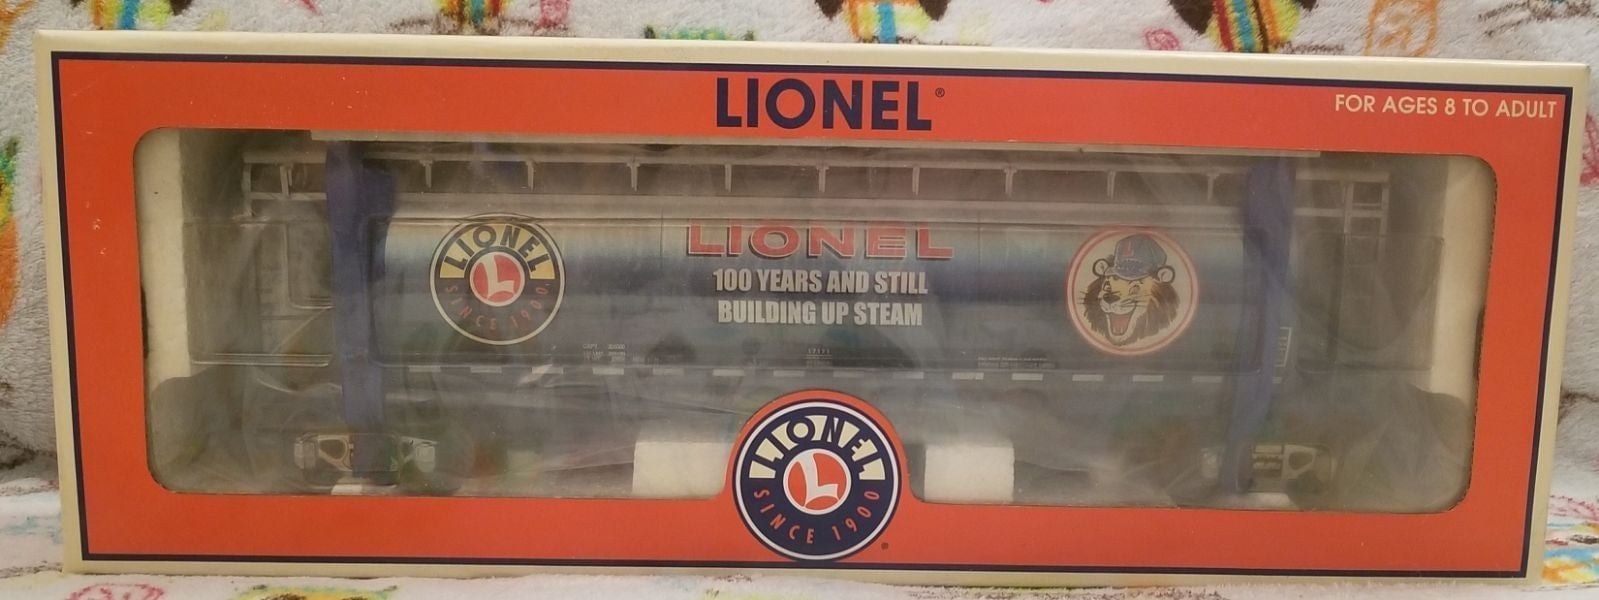 LIONEL®
FOR AGES 8 TO ADULT
LIONEL
L
SINCE 1900
LIONEL
100 YEARS AND STILL
BUILDING UP STEAM
L
17171
LIONEL
L
SINCE 1900
®